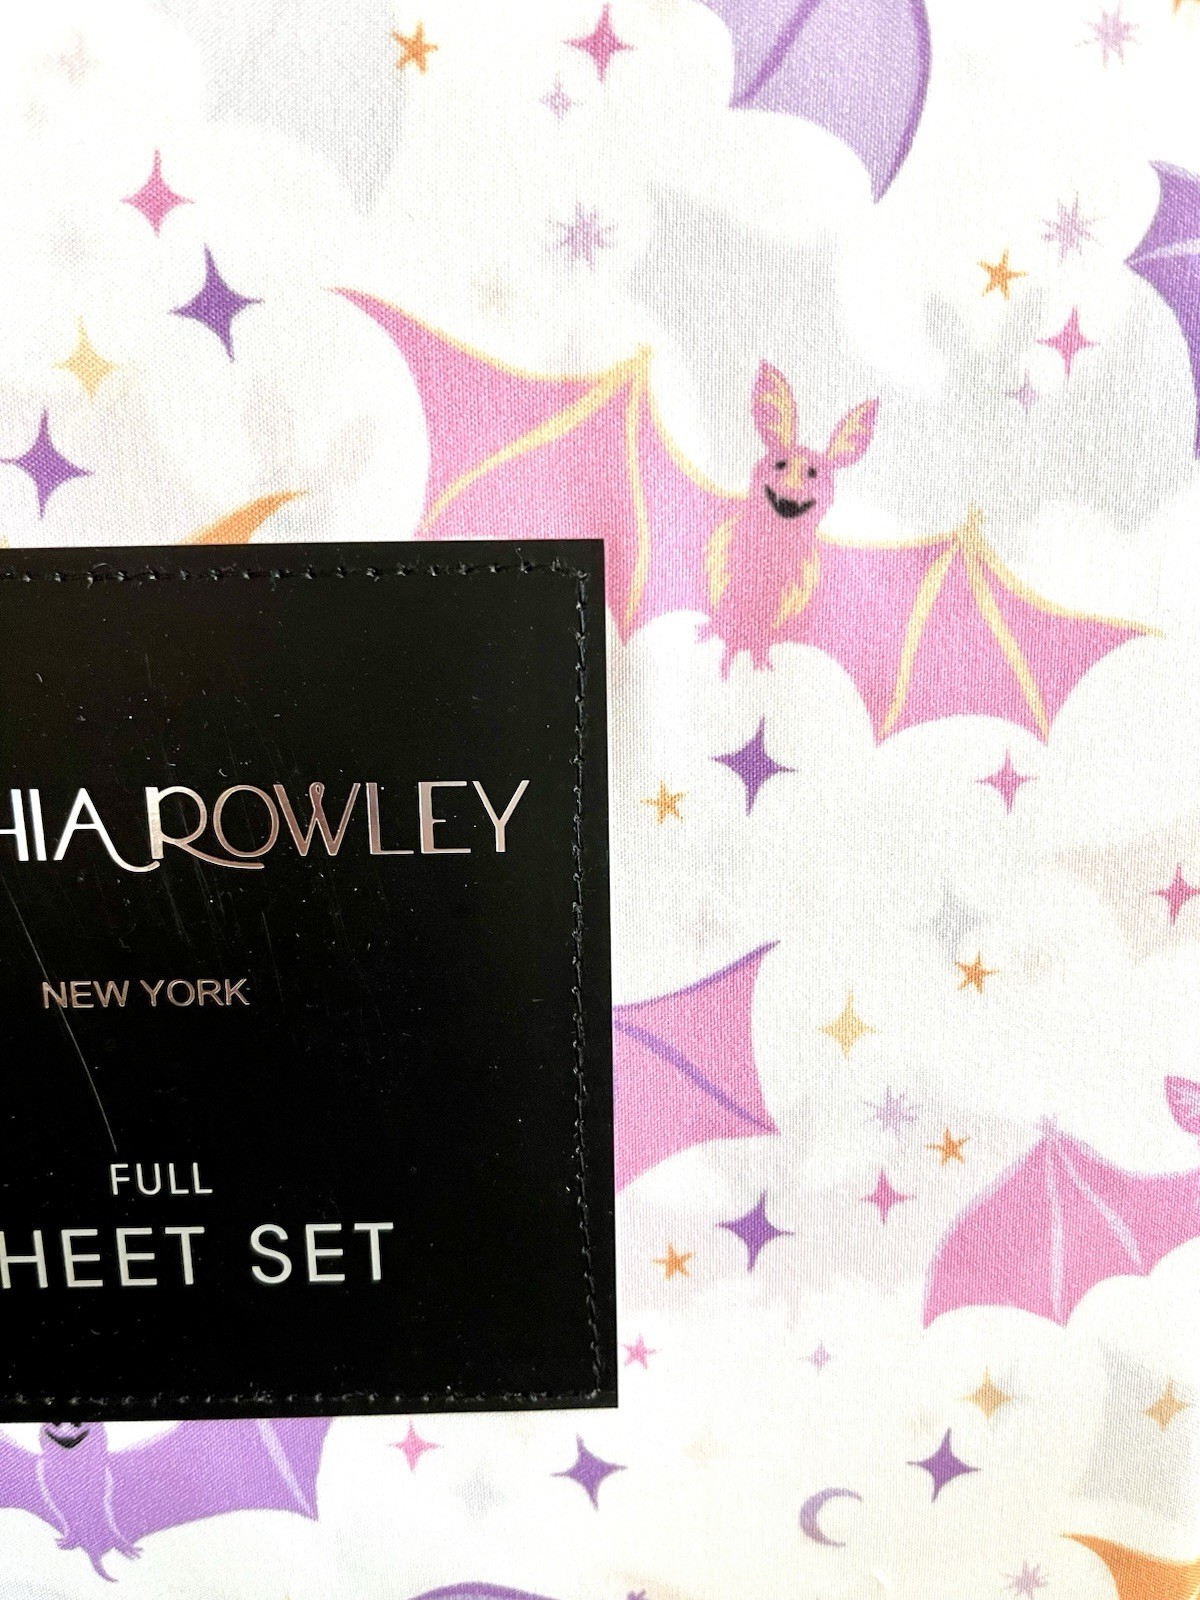 HIA ROWLEY
NEW YORK
FULL
HEET SET